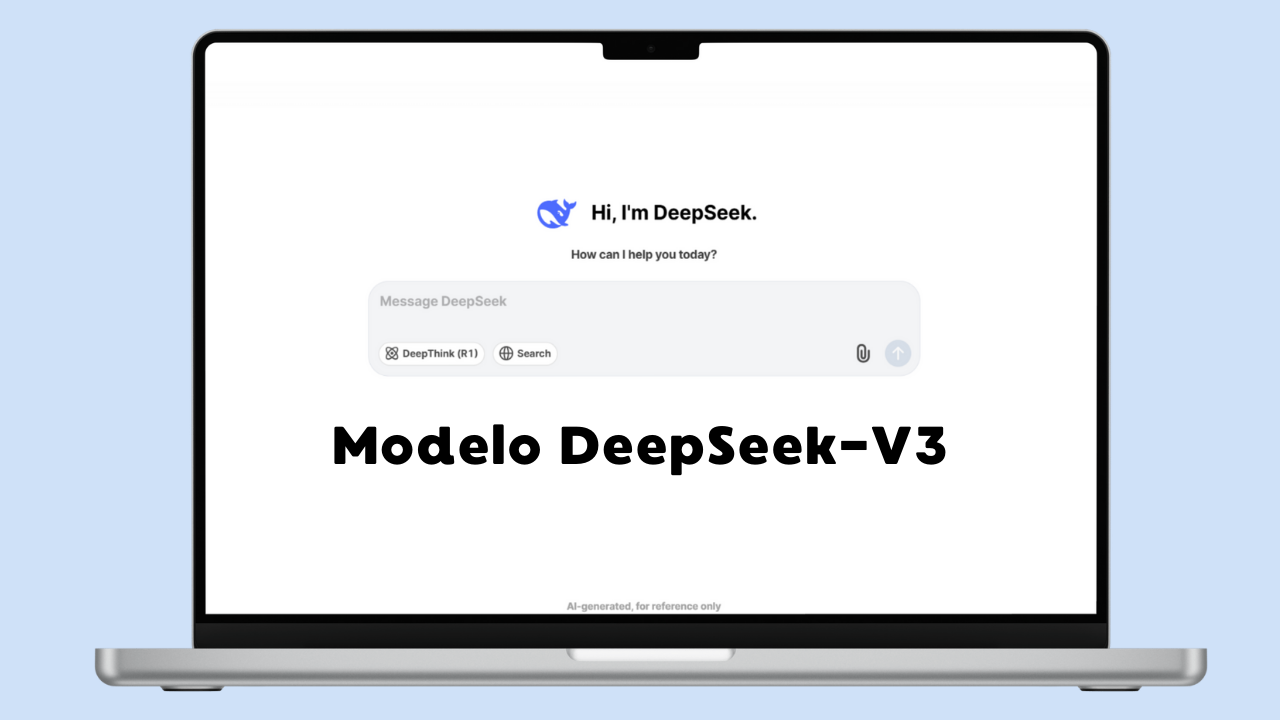 Hi, I'm DeepSeek.
How can I help you today?
Message DeepSeek
DeepThink (R1) Search
Modelo DeepSeek-V3
AI-generated, for reference only